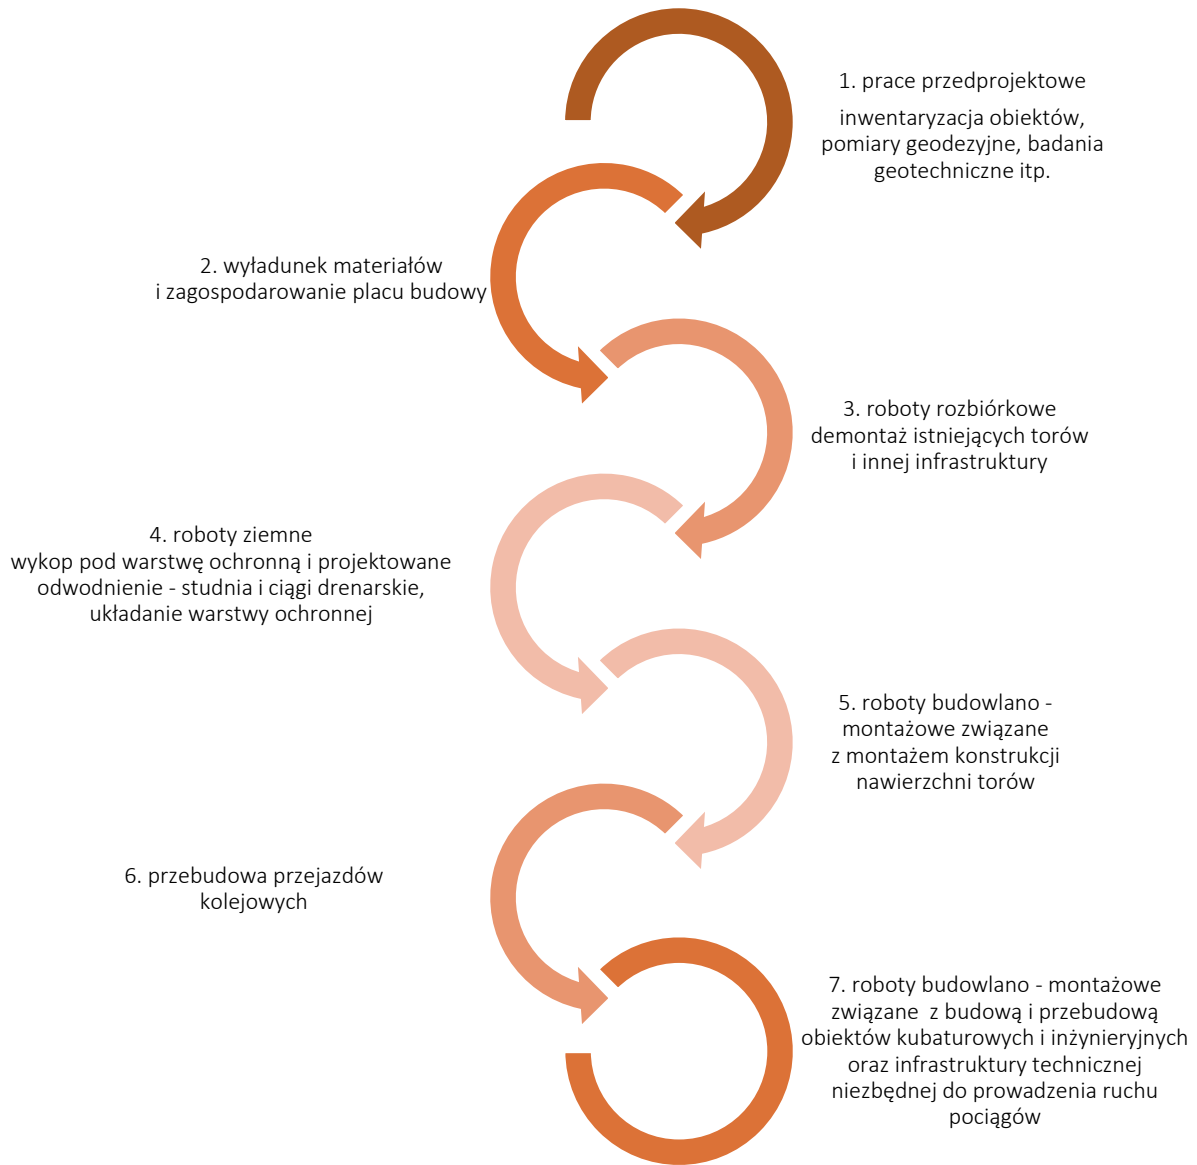 1. prace przedprojektowe
inwentaryzacja obiektów,
pomiary geodezyjne, badania
geotechniczne itp.
2. wyładunek materiałów
i zagospodarowanie placu budowy
3. roboty rozbiórkowe
demontaż istniejących torów
i innej infrastruktury
4. roboty ziemne
wykop pod warstwę ochronną i projektowane
odwodnienie - studnia i ciągi drenarskie,
układanie warstwy ochronnej
5. roboty budowlano -
montażowe związane
z montażem konstrukcji
nawierzchni torów
6. przebudowa przejazdów
kolejowych
7. roboty budowlano - montażowe
związane  z budową i przebudową
obiektów kubaturowych i inżynieryjnych
oraz infrastruktury technicznej
niezbędnej do prowadzenia ruchu
pociągów